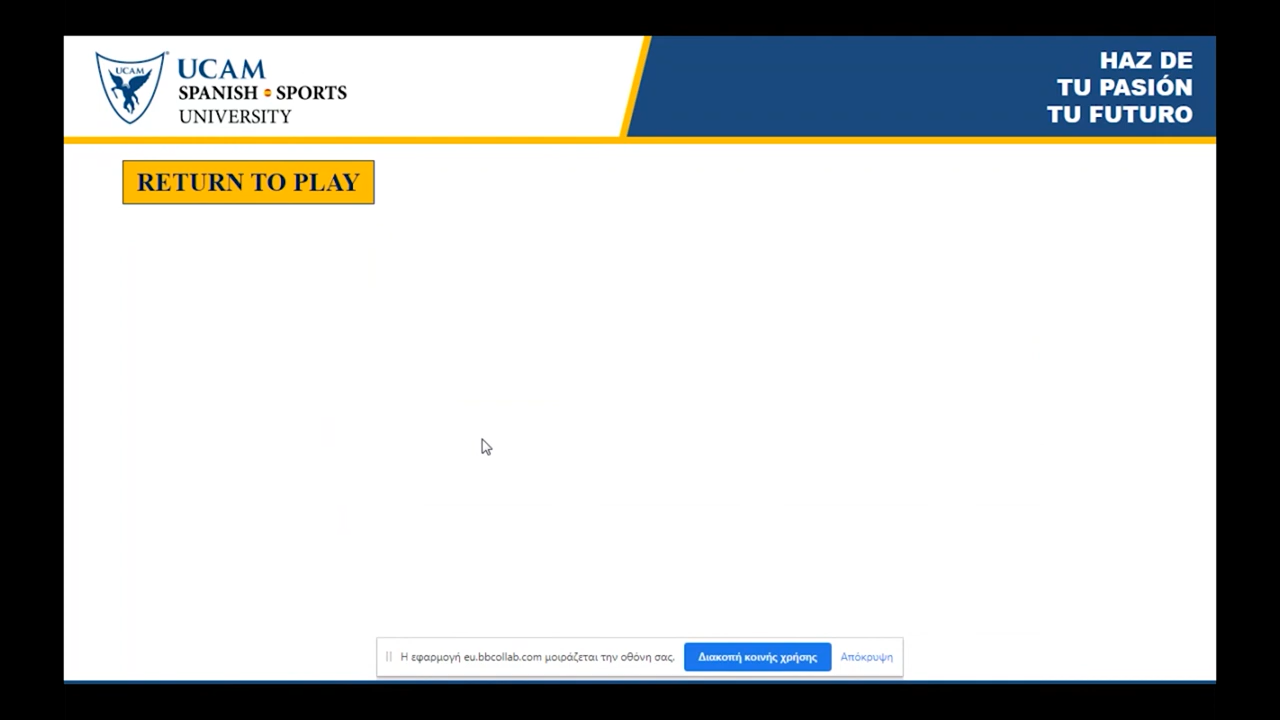 UCAM
UCAM
SPANISH SPORTS
UNIVERSITY
HAZ DE
TU PASIÓN
TU FUTURO
RETURN TO PLAY
Η εφαρμογή eu.bbcollab.com μοιράζεται την οθόνη σας.
Διακοπή κοινής χρήσης
Απόκρυψη